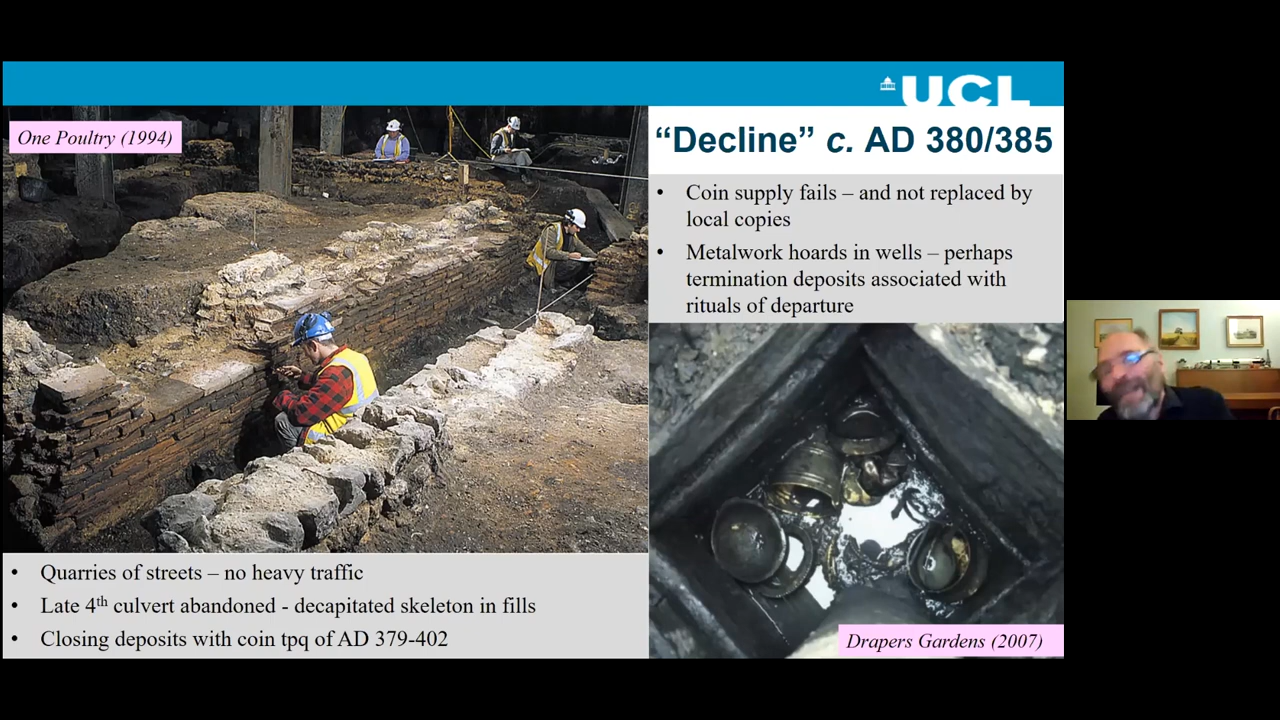 UCL
One Poultry (1994)
“Decline” c. AD 380/385
• Coin supply fails – and not replaced by
local copies
• Metalwork hoards in wells – perhaps
termination deposits associated with
rituals of departure
• Quarries of streets – no heavy traffic
• Late 4th culvert abandoned - decapitated skeleton in fills
• Closing deposits with coin tpq of AD 379-402
Drapers Gardens (2007)